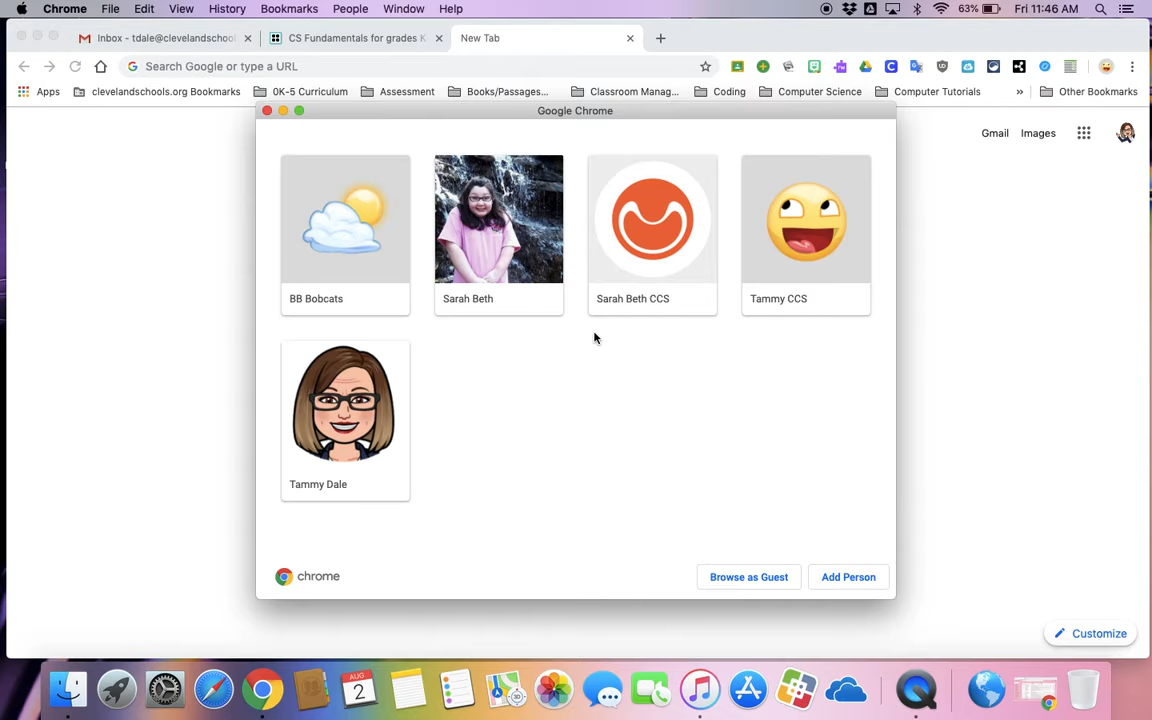 Chrome File Edit View History Bookmarks People Window Help 63% Fri 11:46 AM
Inbox - tdale@clevelandschool CS Fundamentals for grades K New Tab
Search Google or type a URL
Apps clevelandschools.org Bookmarks 0K-5 Curriculum Assessment Books/Passages... Classroom Manag... Coding Computer Science Computer Tutorials » Other Bookmarks
Google Chrome
Gmail Images
BB Bobcats Sarah Beth Sarah Beth CCS Tammy CCS
Tammy Dale
chrome Browse as Guest Add Person
Customize
AUG
2